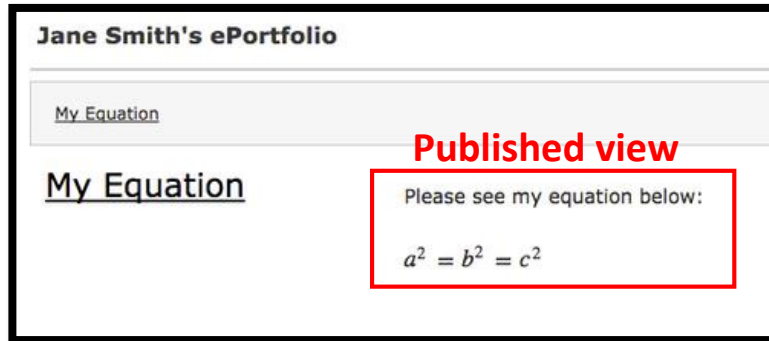 Jane Smith's ePortfolio
My Equation
Published view
My Equation
Please see my equation below:
a² = b² = c²